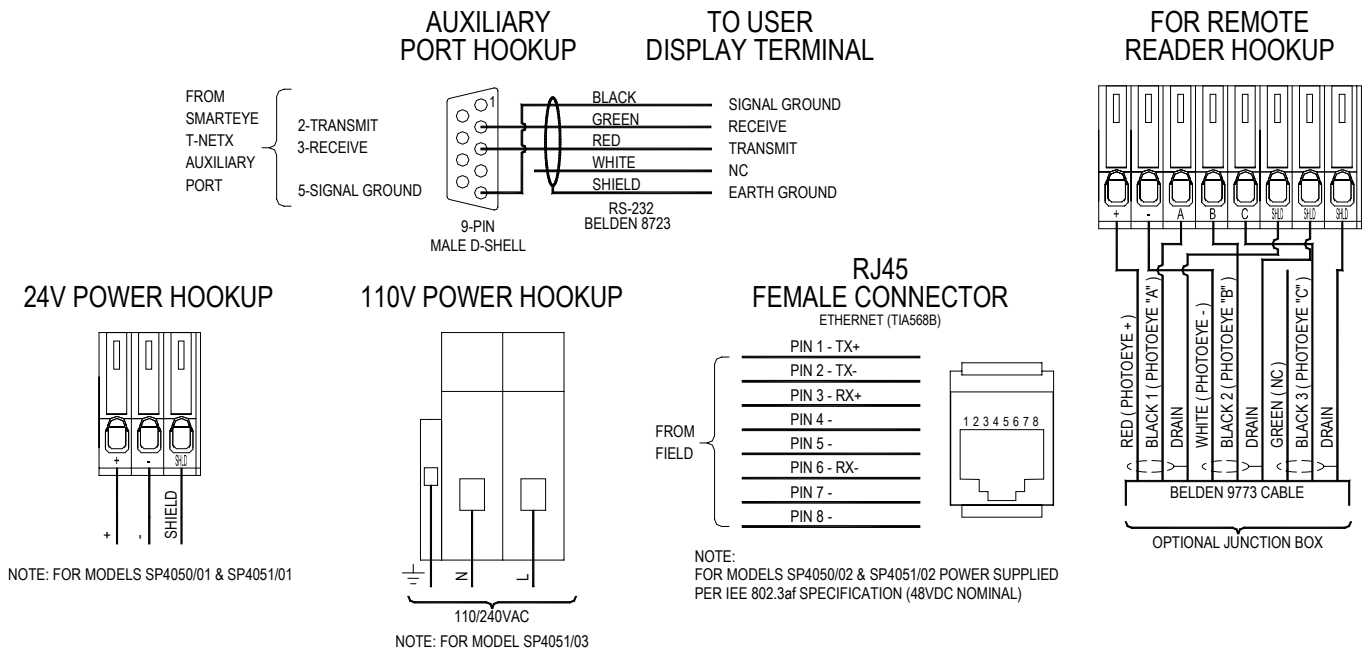 AUXILIARY
PORT HOOKUP
TO USER
DISPLAY TERMINAL
FROM
SMARTEYE
T-NETX
AUXILIARY
PORT
2-TRANSMIT
3-RECEIVE
5-SIGNAL GROUND
1
9-PIN
MALE D-SHELL
BLACK
GREEN
RED
WHITE
SHIELD
RS-232
BELDEN 8723
SIGNAL GROUND
RECEIVE
TRANSMIT
NC
EARTH GROUND
FOR REMOTE
READER HOOKUP
+ - A B C SHLD SHLD SHLD
RED ( PHOTOEYE + )
BLACK 1 ( PHOTOEYE "A" )
DRAIN
WHITE ( PHOTOEYE - )
BLACK 2 ( PHOTOEYE "B" )
DRAIN
GREEN ( NC )
BLACK 3 ( PHOTOEYE "C" )
DRAIN
BELDEN 9773 CABLE
OPTIONAL JUNCTION BOX
24V POWER HOOKUP
+ - SHLD
+
-
SHIELD
NOTE: FOR MODELS SP4050/01 & SP4051/01
110V POWER HOOKUP
N
L
110/240VAC
NOTE: FOR MODEL SP4051/03
RJ45
FEMALE CONNECTOR
ETHERNET (TIA568B)
FROM
FIELD
PIN 1 - TX+
PIN 2 - TX-
PIN 3 - RX+
PIN 4 -
PIN 5 -
PIN 6 - RX-
PIN 7 -
PIN 8 -
1 2 3 4 5 6 7 8
NOTE:
FOR MODELS SP4050/02 & SP4051/02 POWER SUPPLIED
PER IEE 802.3af SPECIFICATION (48VDC NOMINAL)